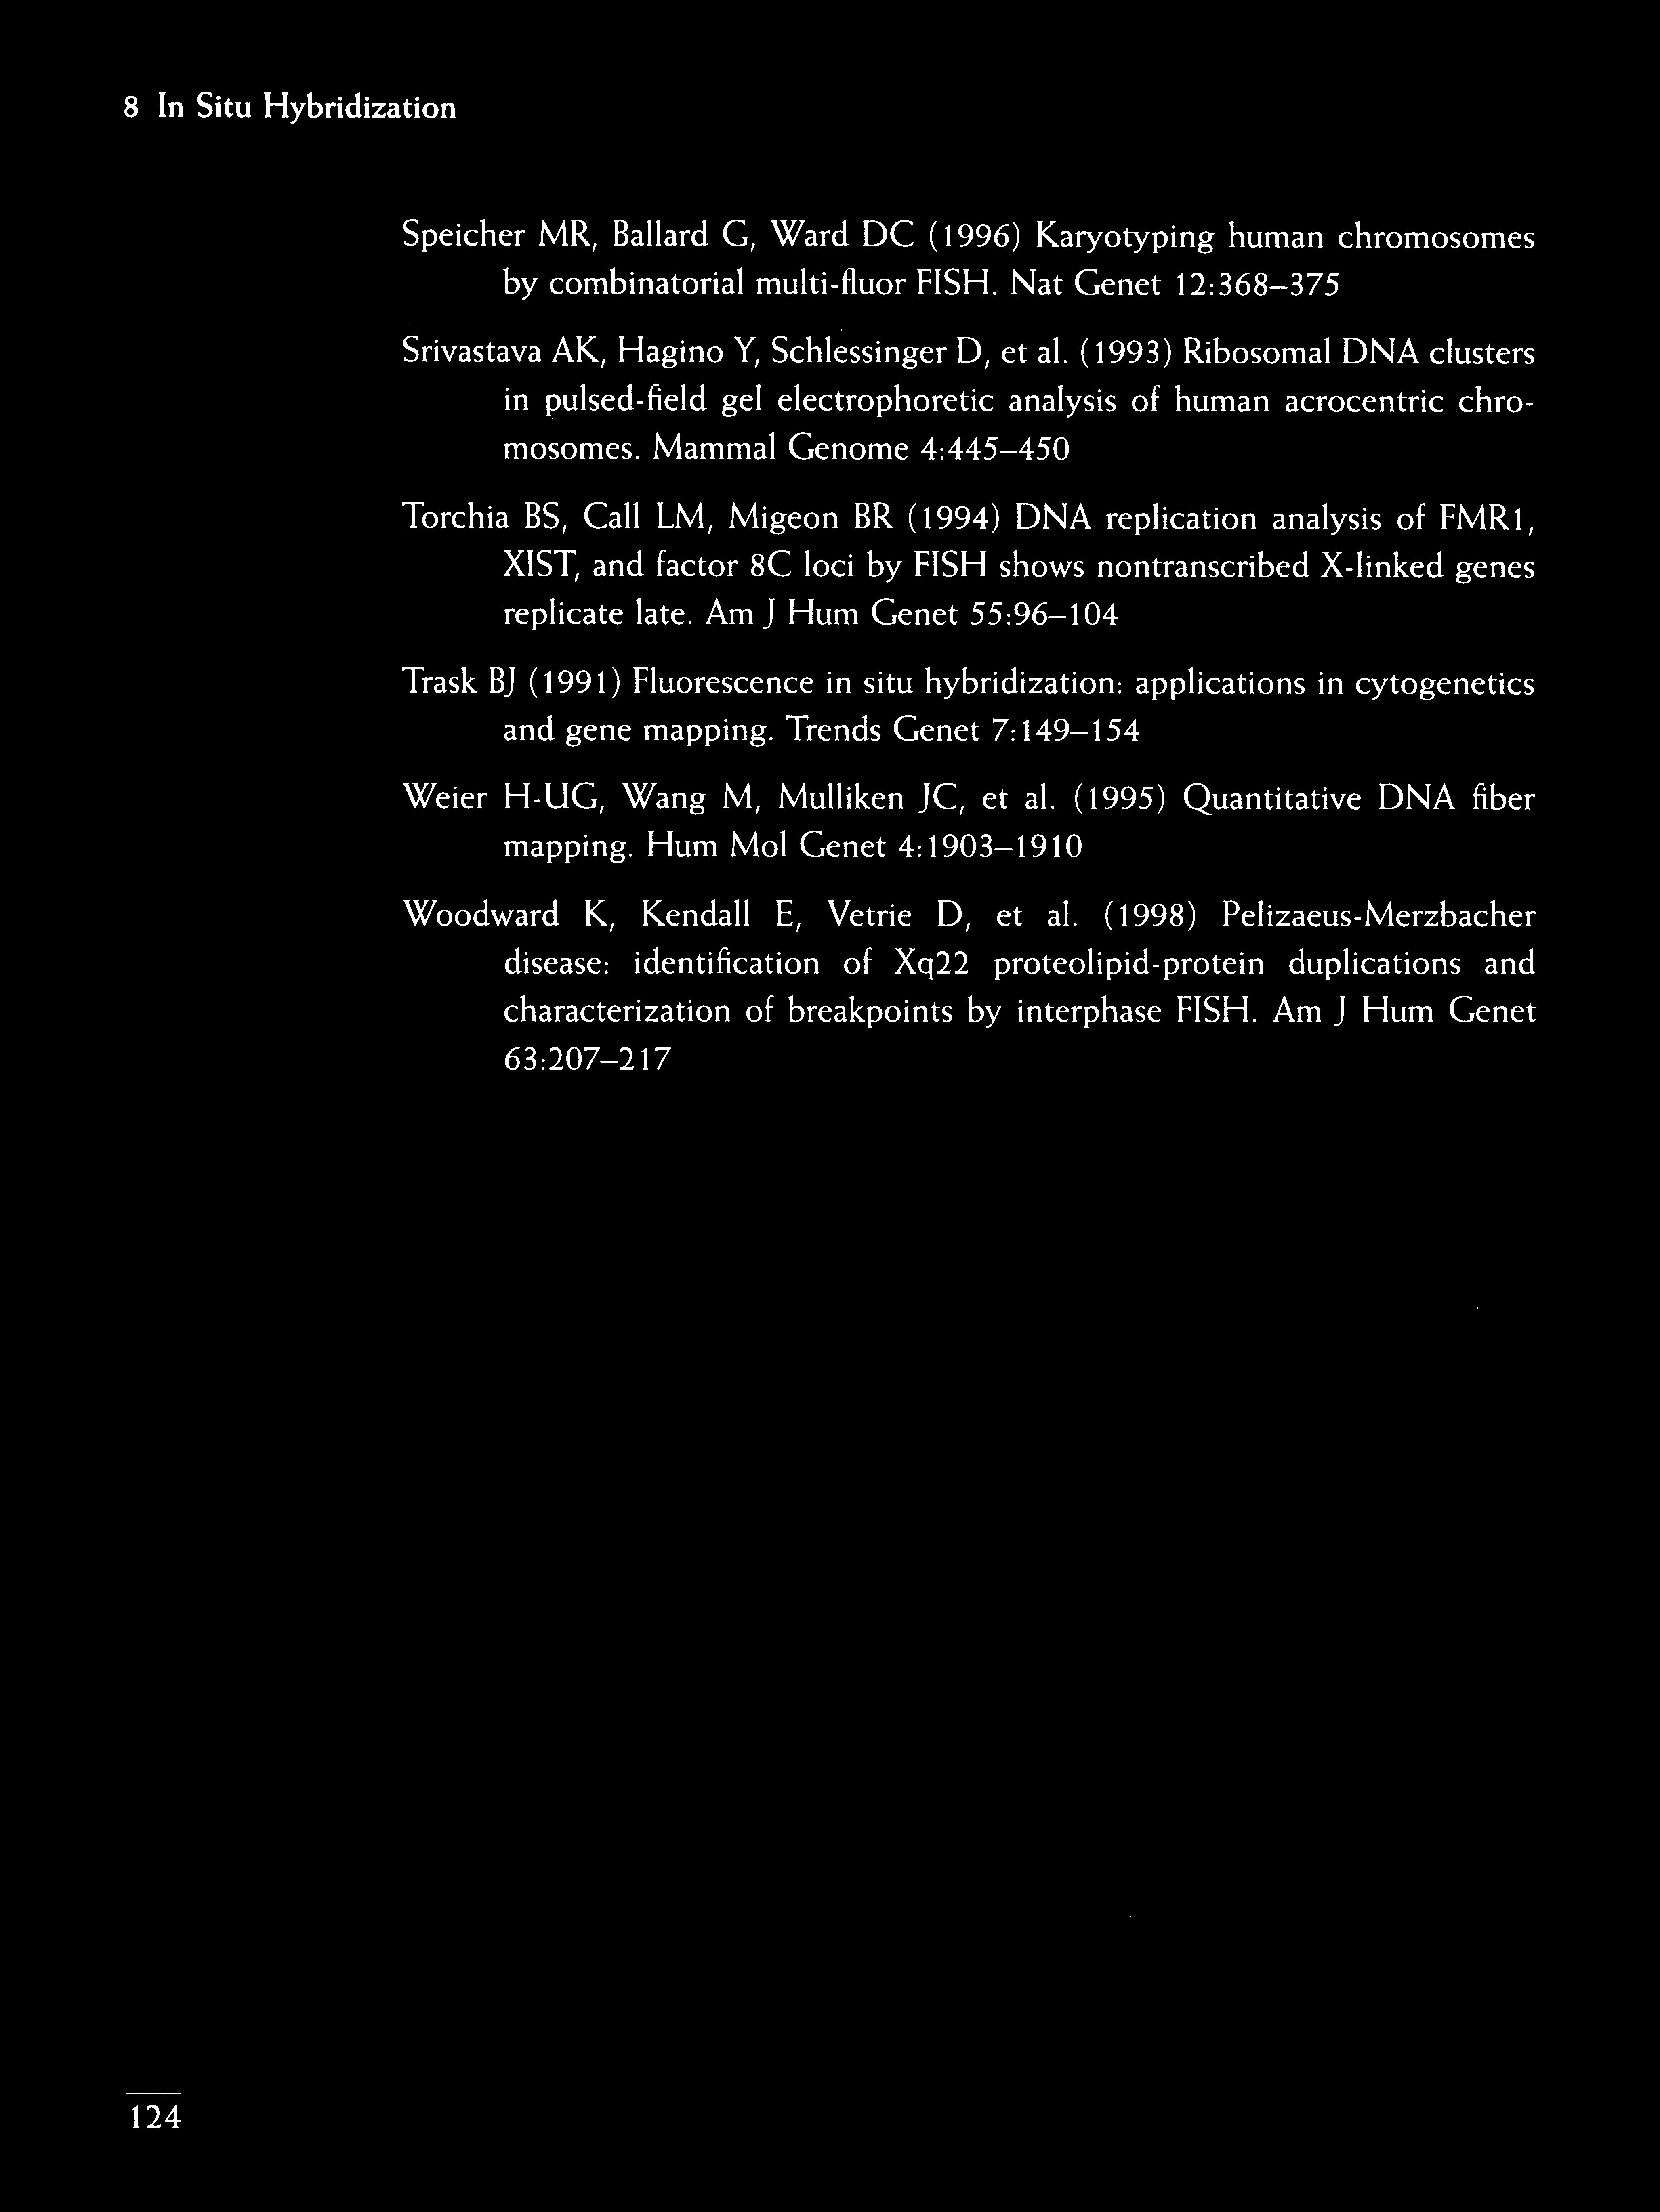 8 In Situ Hybridization
Speicher MR, Ballard G, Ward DC (1996) Karyotyping human chromosomes
by combinatorial multi-fluor FISH. Nat Genet 12:368–375
Srivastava AK, Hagino Y, Schlessinger D, et al. (1993) Ribosomal DNA clusters
in pulsed-field gel electrophoretic analysis of human acrocentric chro-
mosomes. Mammal Genome 4:445–450
Torchia BS, Call LM, Migeon BR (1994) DNA replication analysis of FMR1,
XIST, and factor 8C loci by FISH shows nontranscribed X-linked genes
replicate late. Am J Hum Genet 55:96–104
Trask BJ (1991) Fluorescence in situ hybridization: applications in cytogenetics
and gene mapping. Trends Genet 7:149–154
Weier H-UG, Wang M, Mulliken JC, et al. (1995) Quantitative DNA fiber
mapping. Hum Mol Genet 4:1903–1910
Woodward K, Kendall E, Vetrie D, et al. (1998) Pelizaeus-Merzbacher
disease: identification of Xq22 proteolipid-protein duplications and
characterization of breakpoints by interphase FISH. Am J Hum Genet
63:207–217
124